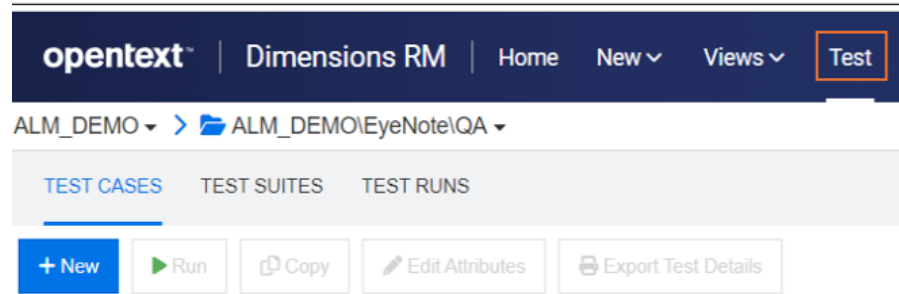 opentext™ | Dimensions RM | Home New Views Test
ALM_DEMO > ALM_DEMO\EyeNote\QA
TEST CASES TEST SUITES TEST RUNS
+ New Run Copy Edit Attributes Export Test Details